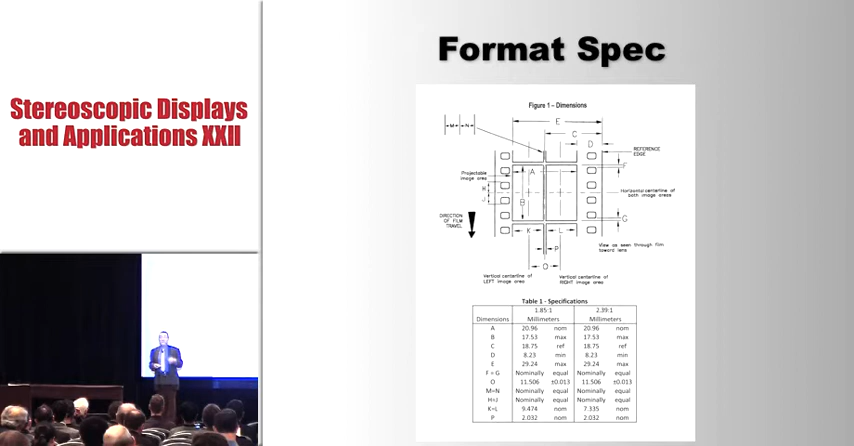 Stereoscopic Displays
and Applications XXII
Format Spec
Figure 1 – Dimensions
E
M
N
C
D
REFERENCE
EDGE
F
A
Projectable
image area
H
J
Horizontal centerline of
both image areas
B
DIRECTION
OF FILM
TRAVEL
G
K
L
View as seen through film
toward lens
P
O
Vertical centerline of
LEFT image area
Vertical centerline of
RIGHT image area
Table 1 - Specifications
1.85:1 2.39:1
Dimensions Millimeters Millimeters
A 20.96 nom 20.96 nom
B 17.53 max 17.53 max
C 18.75 ref 18.75 ref
D 8.23 min 8.23 min
E 29.24 max 29.24 max
F = G Nominally equal Nominally equal
O 11.506 ±0.013 11.506 ±0.013
M=N Nominally equal Nominally equal
H=J Nominally equal Nominally equal
K=L 9.474 nom 7.335 nom
P 2.032 nom 2.032 nom